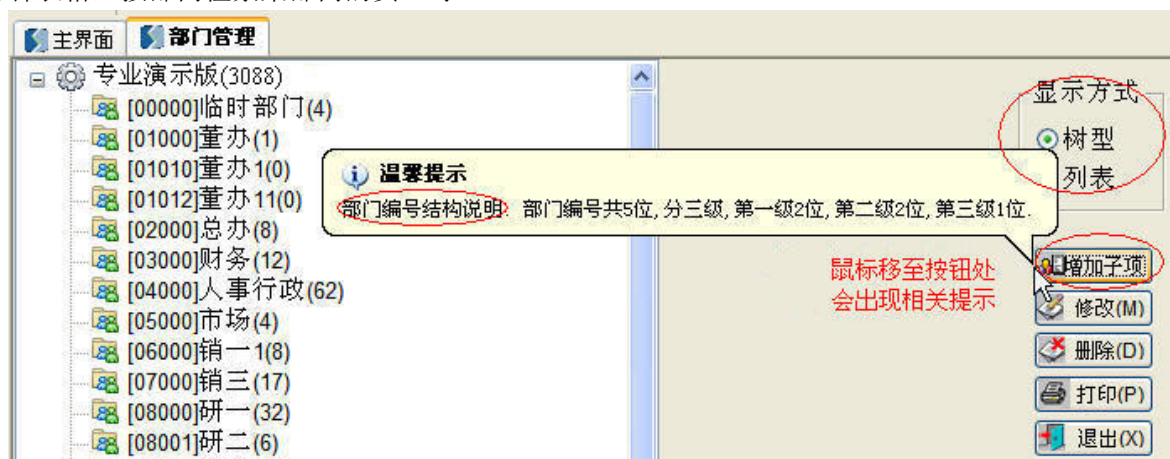 主界面 部门管理
专业演示版(3088)
[00000]临时部门(4)
[01000]董办(1)
[01010]董办1(0)
[01012]董办11(0)
[02000]总办(8)
[03000]财务(12)
[04000]人事行政(62)
[05000]市场(4)
[06000]销一1(8)
[07000]销三(17)
[08000]研一(32)
[08001]研二(6)
显示方式
树型
列表
温馨提示
部门编号结构说明: 部门编号共5位, 分三级, 第一级2位, 第二级2位, 第三级1位.
鼠标移至按钮处
会出现相关提示
增加子项
修改(M)
删除(D)
打印(P)
退出(X)